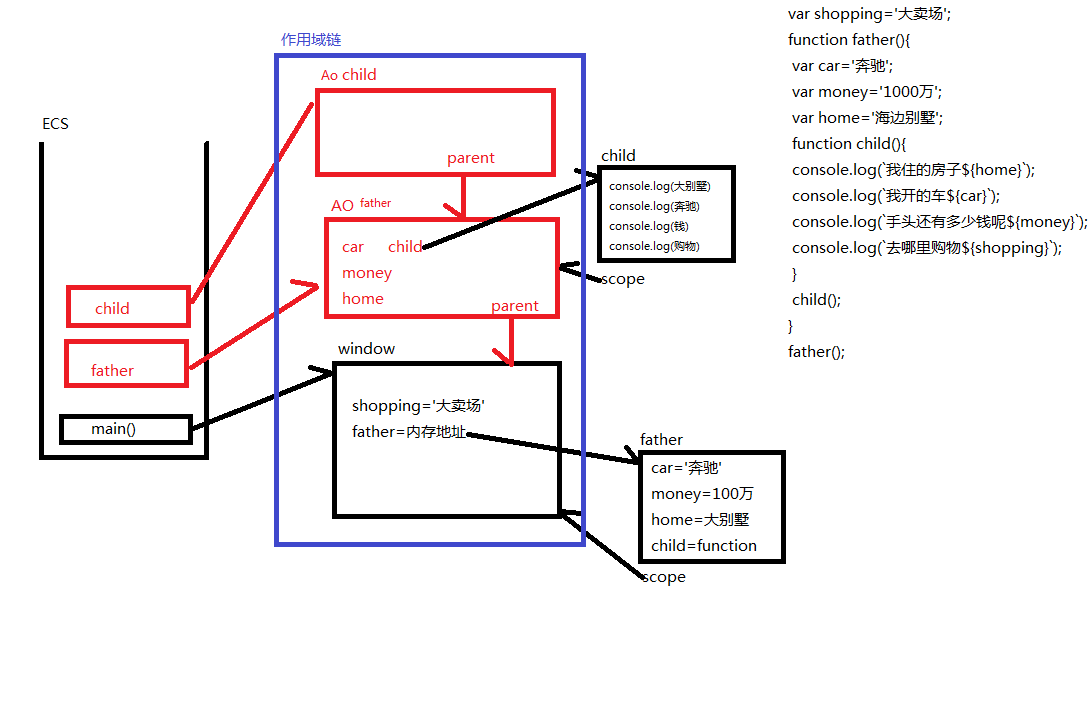 作用域链
Ao child
parent
ECS
child
father
main()
AO father
car child
money
home
parent
window
shopping='大卖场'
father=内存地址
child
console.log(大别墅)
console.log(奔驰)
console.log(钱)
console.log(购物)
scope
father
car='奔驰'
money=100万
home=大别墅
child=function
scope
var shopping='大卖场';
function father(){
var car='奔驰';
var money='1000万';
var home='海边别墅';
function child(){
console.log(`我住的房子${home}`);
console.log(`我开的车${car}`);
console.log(`手头还有多少钱呢${money}`);
console.log(`去哪里购物${shopping}`);
}
child();
}
father();